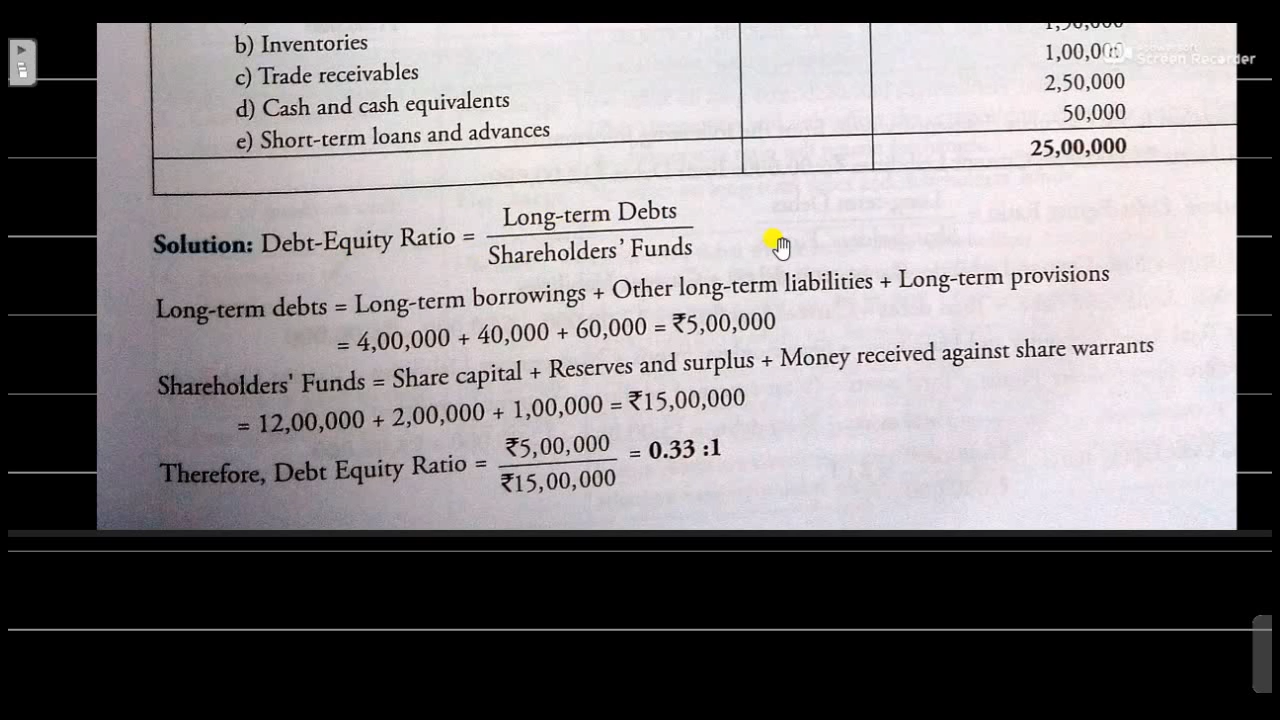 b) Inventories
1,00,000
c) Trade receivables
2,50,000
d) Cash and cash equivalents
50,000
e) Short-term loans and advances
25,00,000
Screen Recorder
Solution: Debt-Equity Ratio = Long-term Debts
Shareholders' Funds
Long-term debts = Long-term borrowings + Other long-term liabilities + Long-term provisions
= 4,00,000 + 40,000 + 60,000 = ₹5,00,000
Shareholders' Funds = Share capital + Reserves and surplus + Money received against share warrants
= 12,00,000 + 2,00,000 + 1,00,000 = ₹15,00,000
Therefore, Debt Equity Ratio = ₹5,00,000
₹15,00,000
= 0.33 :1